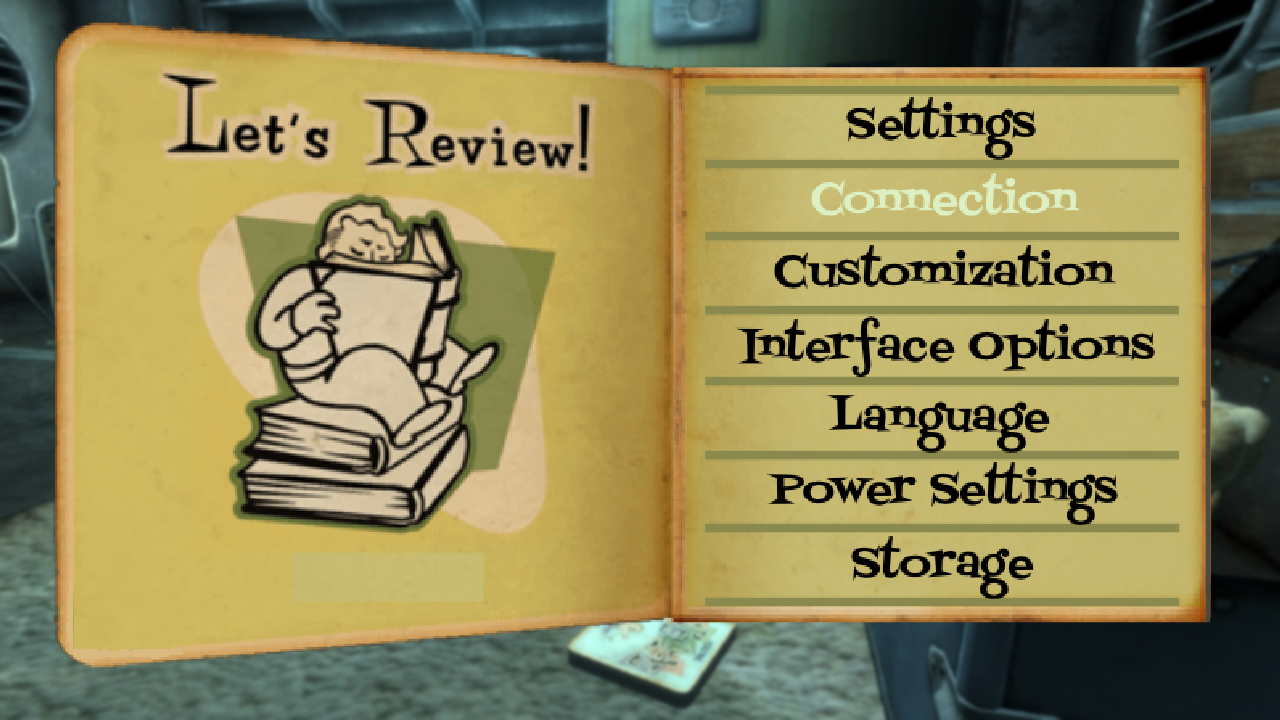 Let's Review!
Settings
Connection
Customization
Interface Options
Language
Power Settings
Storage